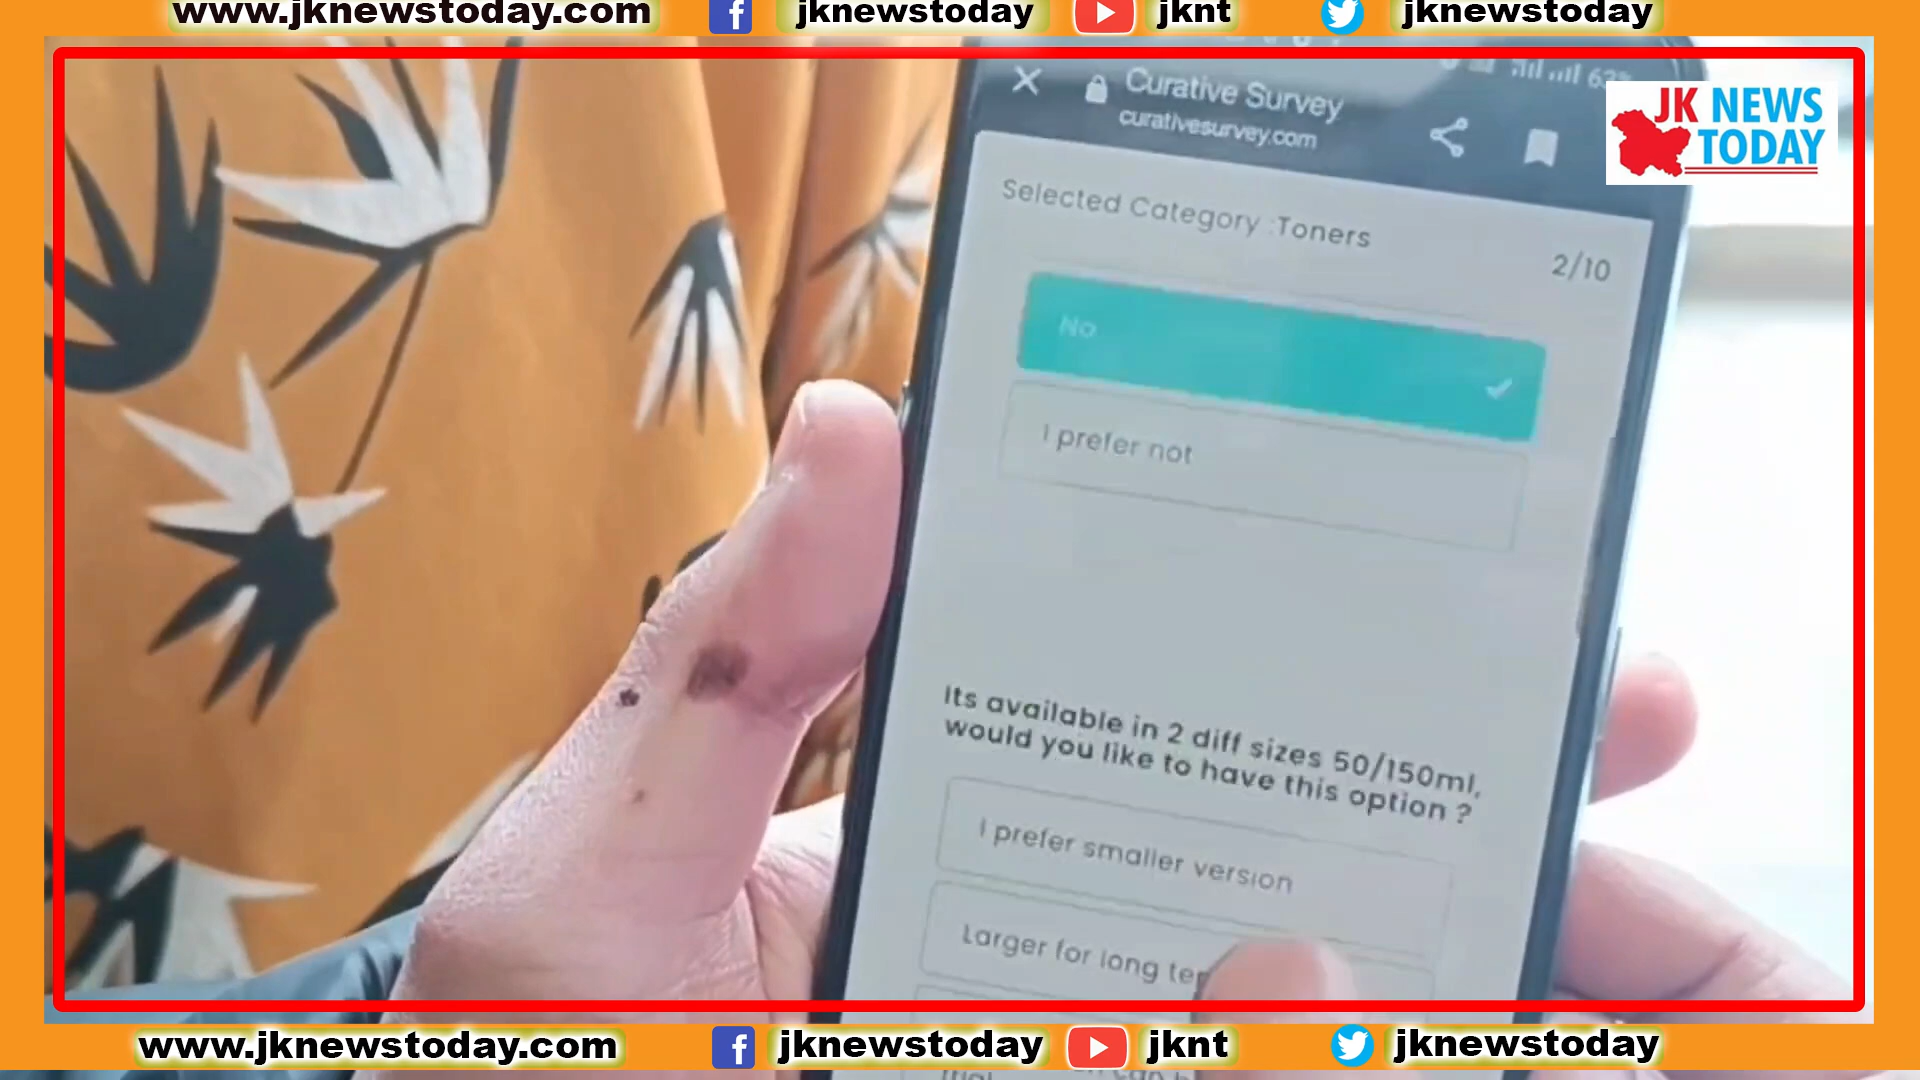 www.jknewstoday.com jknewstoday jknt jknewstoday
JK NEWS
TODAY
Curative Survey
curativesurvey.com
Selected Category :Toners
2/10
No
I prefer not
Its available in 2 diff sizes 50/150ml,
would you like to have this option ?
I prefer smaller version
Larger for long
www.jknewstoday.com jknewstoday jknt jknewstoday